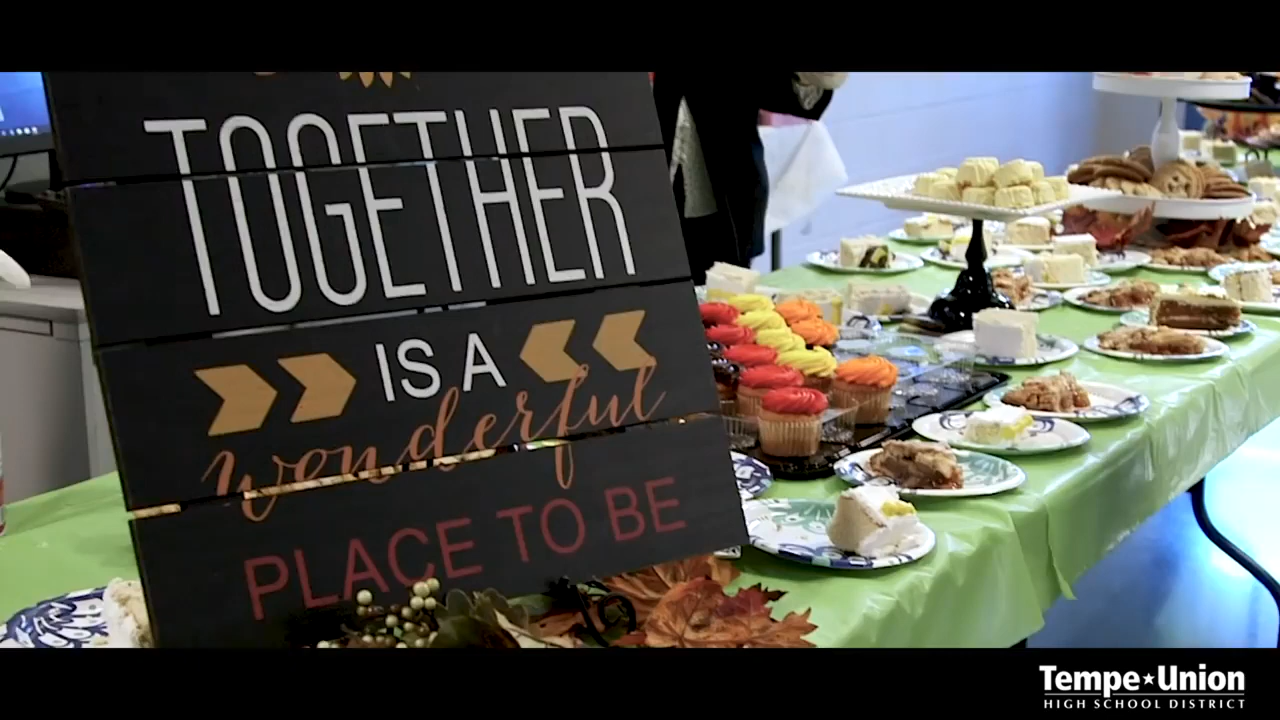 TOGETHER
IS A
wonderful
PLACE TO BE
Tempe★Union
HIGH SCHOOL DISTRICT